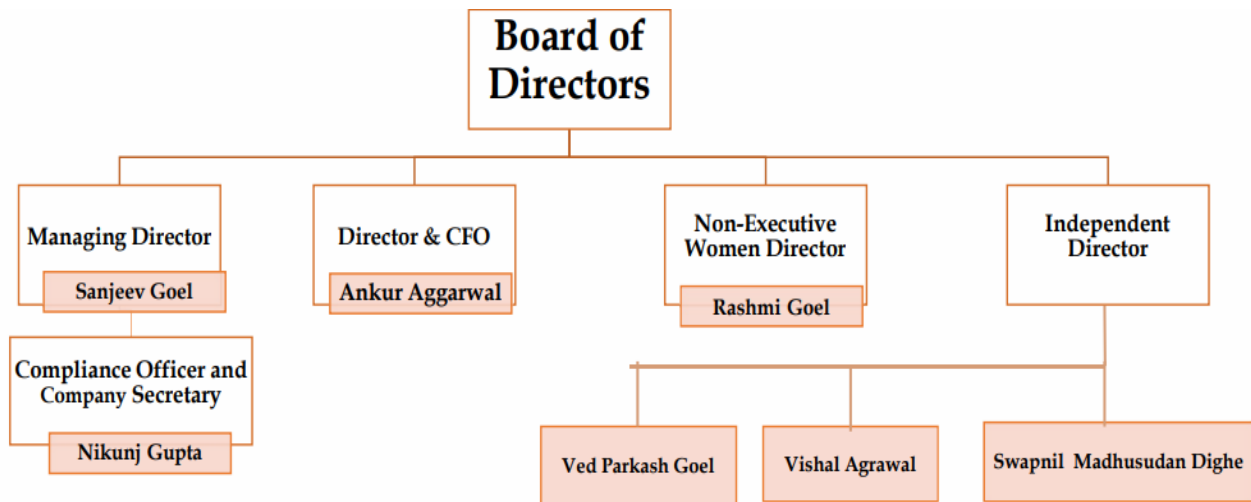 Board of
Directors
Managing Director
Sanjeev Goel
Director & CFO
Ankur Aggarwal
Non-Executive
Women Director
Rashmi Goel
Independent
Director
Compliance Officer and
Company Secretary
Nikunj Gupta
Ved Parkash Goel
Vishal Agrawal
Swapnil Madhusudan Dighe